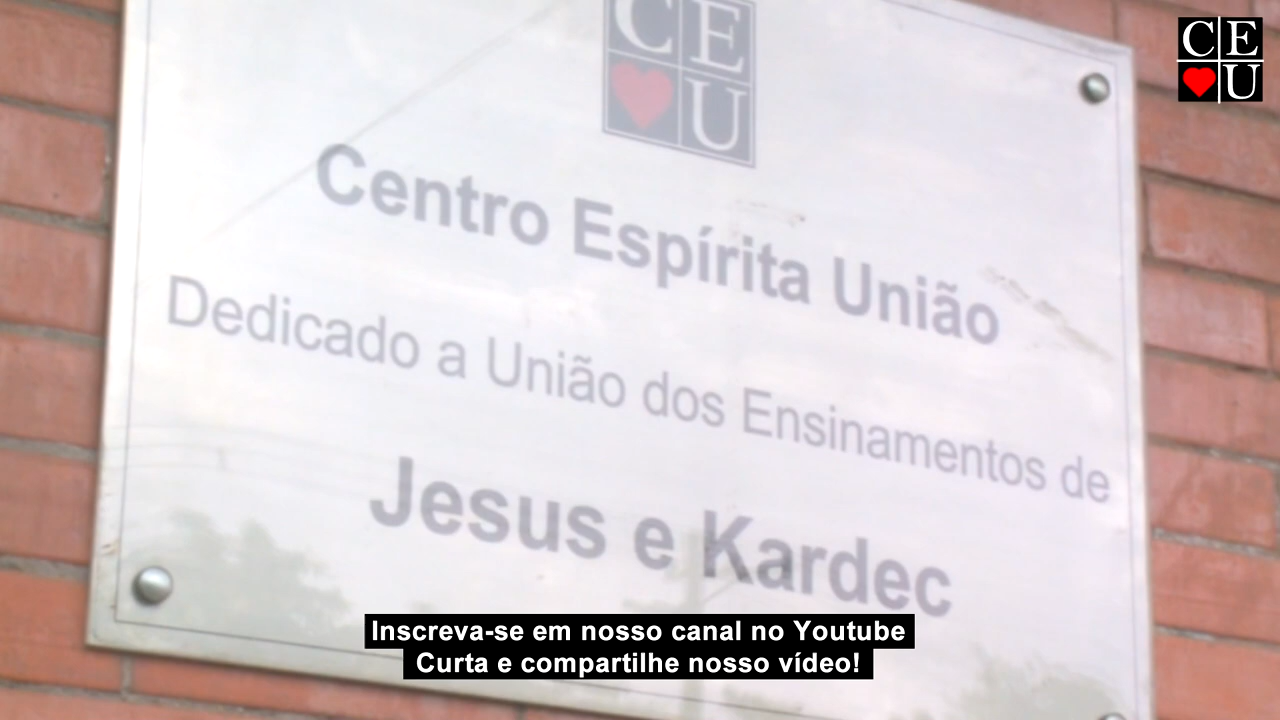 CE
U
CE
U
Centro Espírita União
Dedicado a União dos Ensinamentos de
Jesus e Kardec
Inscreva-se em nosso canal no Youtube
Curta e compartilhe nosso vídeo!